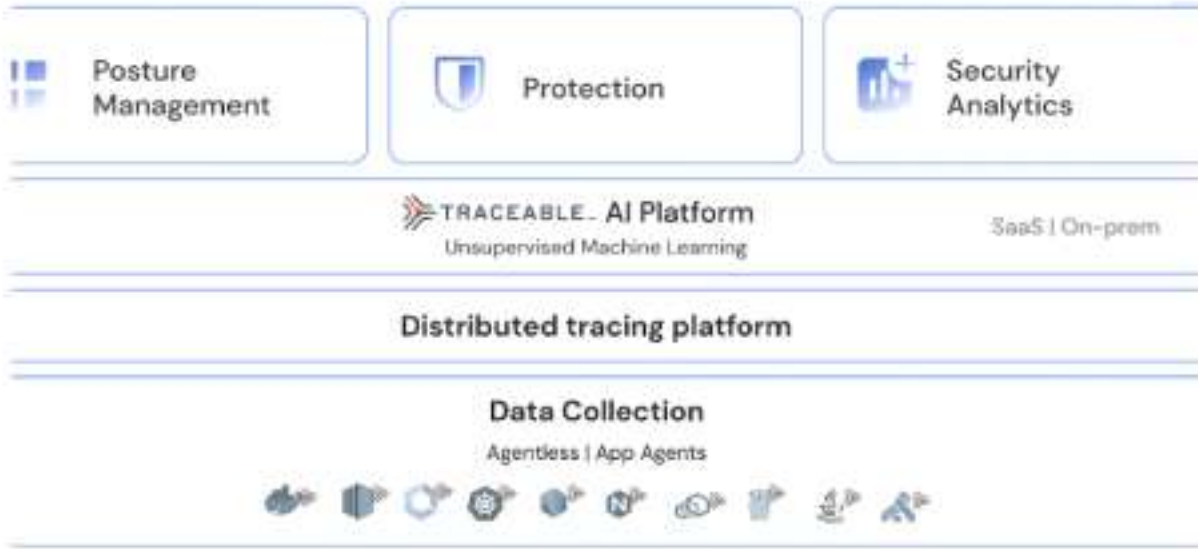 Posture
Management
Protection
Security
Analytics
TRACEABLE™ AI Platform
Unsupervised Machine Learning
SaaS | On-prem
Distributed tracing platform
Data Collection
Agentless | App Agents